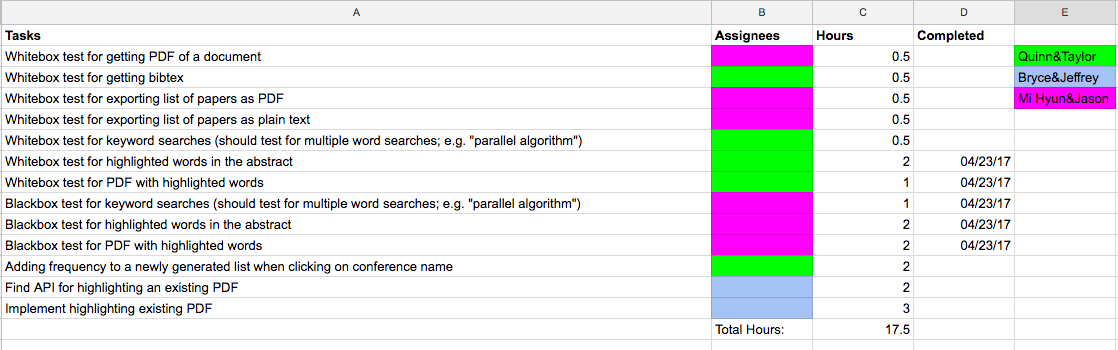 A B C D E
Tasks Assignees Hours Completed
Whitebox test for getting PDF of a document 0.5 Quinn&Taylor
Whitebox test for getting bibtex 0.5 Bryce&Jeffrey
Whitebox test for exporting list of papers as PDF 0.5 Mi Hyun&Jason
Whitebox test for exporting list of papers as plain text 0.5
Whitebox test for keyword searches (should test for multiple word searches; e.g. "parallel algorithm") 0.5
Whitebox test for highlighted words in the abstract 2 04/23/17
Whitebox test for PDF with highlighted words 1 04/23/17
Blackbox test for keyword searches (should test for multiple word searches; e.g. "parallel algorithm") 1 04/23/17
Blackbox test for highlighted words in the abstract 2 04/23/17
Blackbox test for PDF with highlighted words 2 04/23/17
Adding frequency to a newly generated list when clicking on conference name 2
Find API for highlighting an existing PDF 2
Implement highlighting existing PDF 3
Total Hours: 17.5